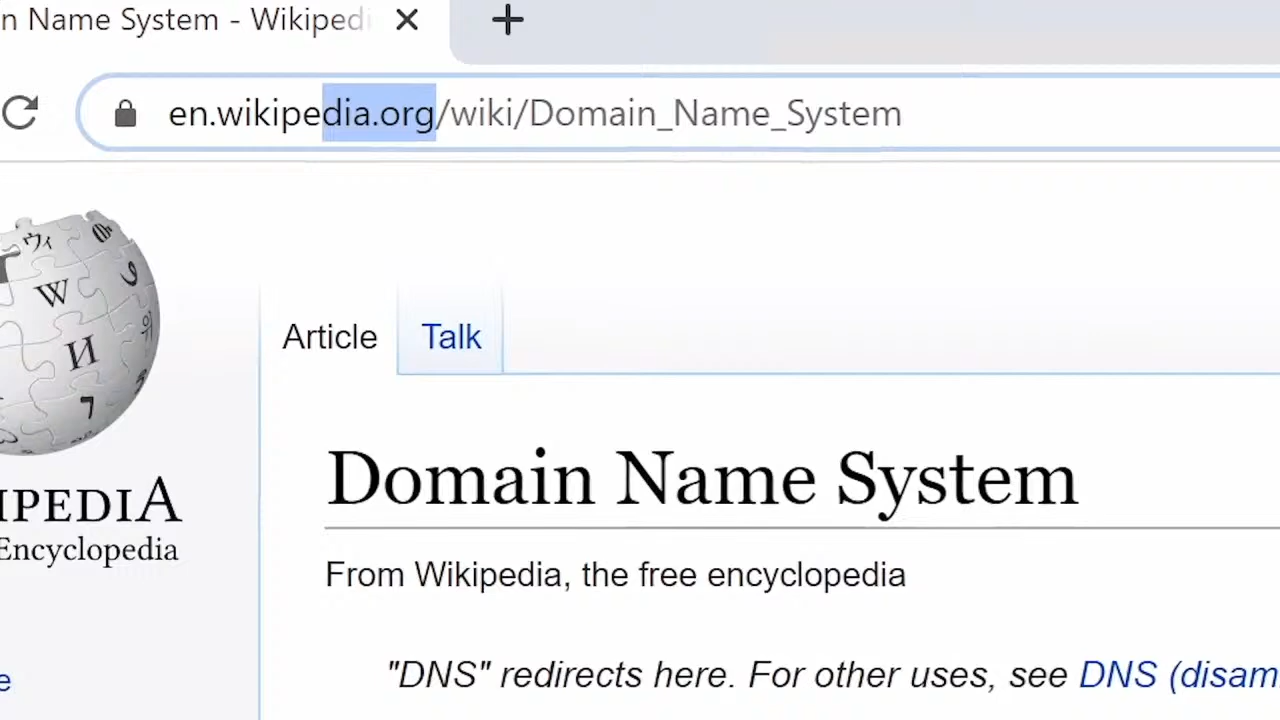 n Name System - Wikipedi
en.wikipedia.org/wiki/Domain_Name_System
Article
Talk
IPEDIA
Encyclopedia
Domain Name System
From Wikipedia, the free encyclopedia
"DNS" redirects here. For other uses, see DNS (disam
e